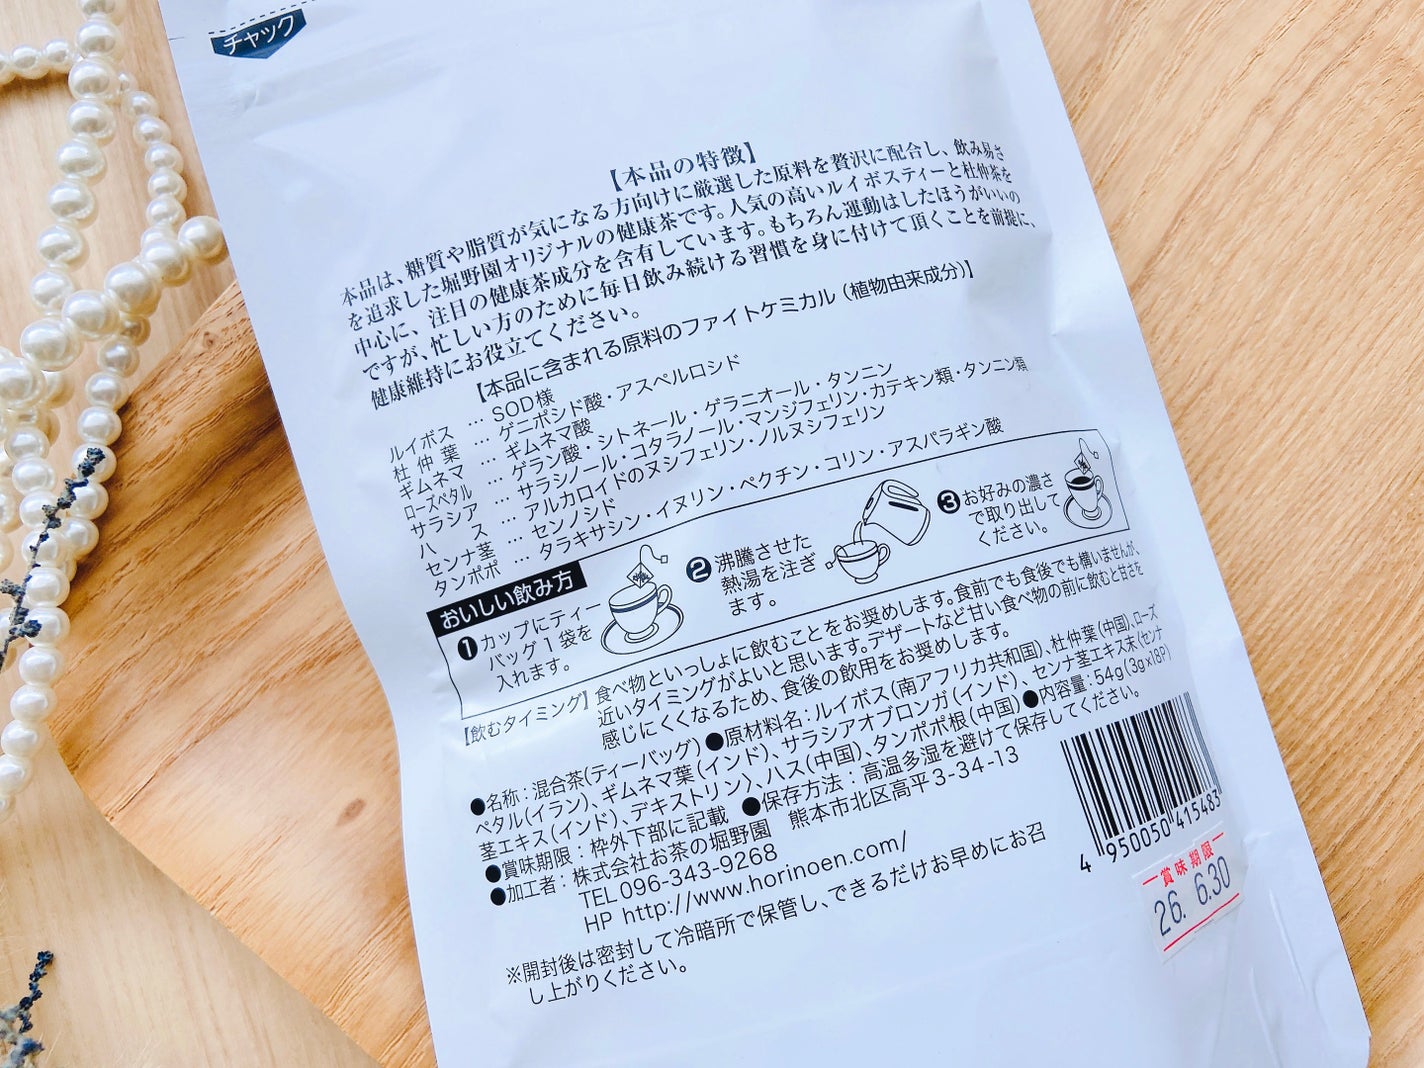 チャック
【本品の特徴】
本品は、糖質や脂質が気になる方向けに厳選した原料を贅沢に配合し、飲み易さ
を追求した堀野園オリジナルの健康茶です。人気の高いルイボスティーと杜仲茶を
中心に、注目の健康茶成分を含有しています。もちろん運動はしたほうがいいの
ですが、忙しい方のために毎日飲み続ける習慣を身に付けて頂くことを前提に、
健康維持にお役立てください。
【本品に含まれる原料のファイトケミカル（植物由来成分）】
ルイボス … SOD様
杜仲葉 … ゲニポシド酸・アスペルロシド
ギムネマ … ギムネマ酸
ローズペタル … ゲラン酸・シトネール・ゲラニオール・タンニン
サラシア … サラシノール・コタラノール・マンジフェリン・カテキン類・タンニン類
ハス … アルカロイドのヌシフェリン・ノルヌシフェリン
センナ茎 … センノシド
タンポポ … タラキサシン・イヌリン・ペクチン・コリン・アスパラギン酸
おいしい飲み方
❶カップにティー
バッグ1袋を
入れます。
❷沸騰させた
熱湯を注ぎ
ます。
❸お好みの濃さ
で取り出して
ください。
【飲むタイミング】食べ物といっしょに飲むことをお奨めします。食前でも食後でも構いませんが、
近いタイミングがよいと思います。デザートなど甘い食べ物の前に飲むと甘さを
感じにくくなるため、食後の飲用をお奨めします。
●名称：混合茶（ティーバッグ）●原材料名：ルイボス（南アフリカ共和国）、杜仲葉（中国）、ローズ
ペタル（イラン）、ギムネマ葉（インド）、サラシアオブロンガ（インド）、センナ茎エキス末〈センナ
茎エキス（インド）、デキストリン〉、ハス（中国）、タンポポ根（中国）●内容量：54g（3g×18P）
●賞味期限：枠外下部に記載 ●保存方法：高温多湿を避けて保存してください。
●加工者：株式会社お茶の堀野園 熊本市北区高平3-34-13
TEL 096-343-9268
HP http://www.horinoen.com/
※開封後は密封して冷暗所で保管し、できるだけお早めにお召
し上がりください。
4 950050 415483
賞味期限
26. 6.30